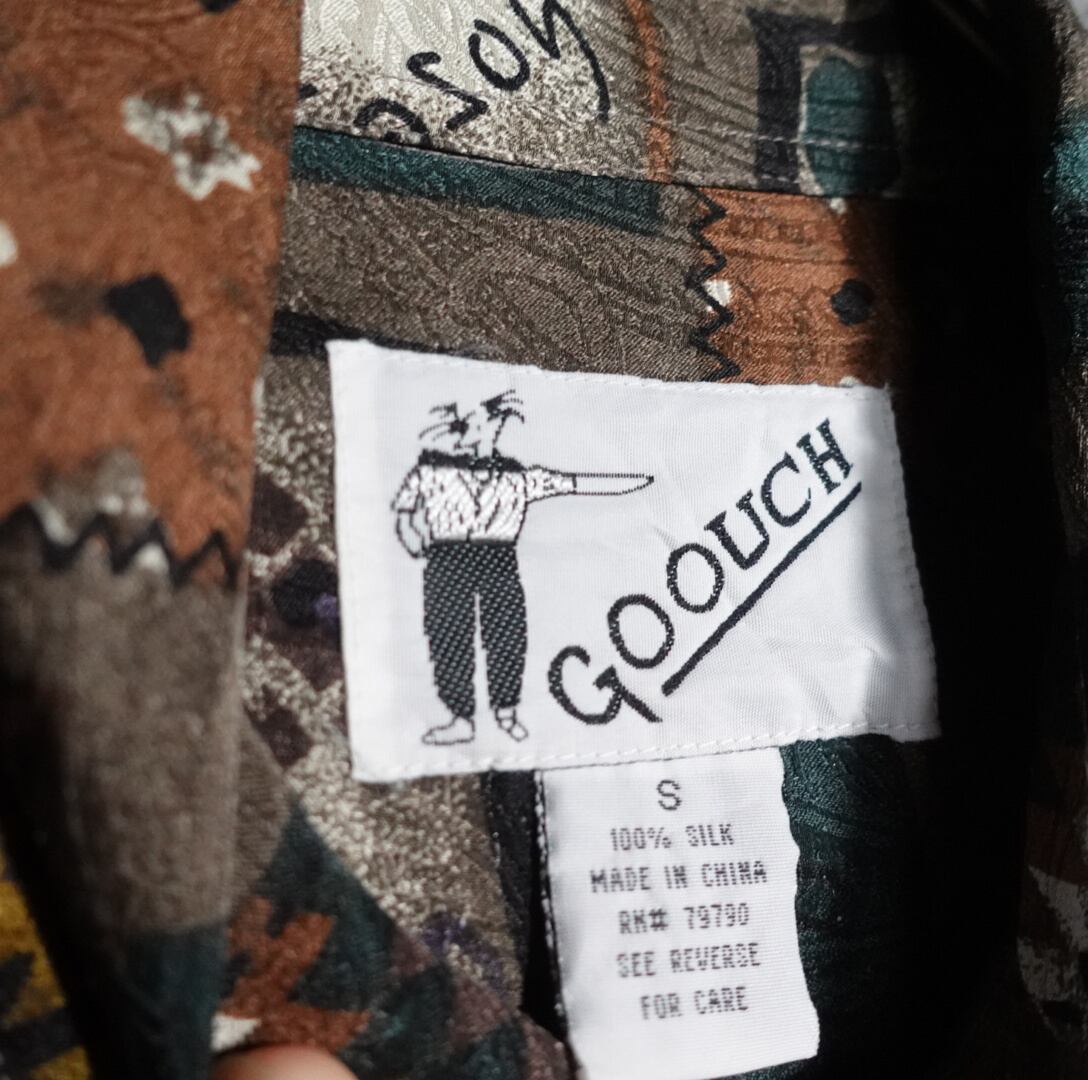 GOOUCH
S
100% SILK
MADE IN CHINA
RN# 79790
SEE REVERSE
FOR CARE